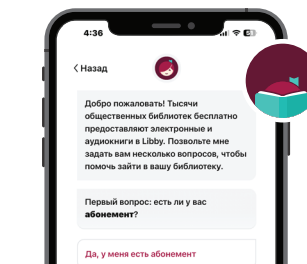 4:36
Назад
Добро пожаловать! Тысячи
общественных библиотек бесплатно
предоставляют электронные и
аудиокниги в Libby. Позвольте мне
задать вам несколько вопросов, чтобы
помочь зайти в вашу библиотеку.
Первый вопрос: есть ли у вас
абонемент?
Да, у меня есть абонемент